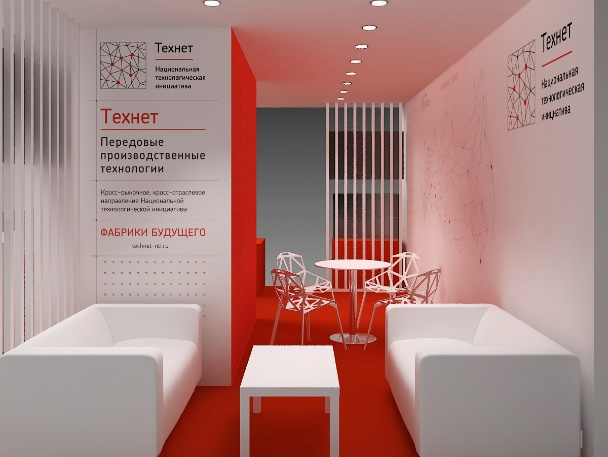 Технет
Национальная
технологическая
инициатива
Технет
Передовые
производственные
технологии
Кросс-рыночное, кросс-отраслевое
направление Национальной
технологической инициативы
ФАБРИКИ БУДУЩЕГО
technet-nti.ru
Технет
Национальная
технологическая
инициатива